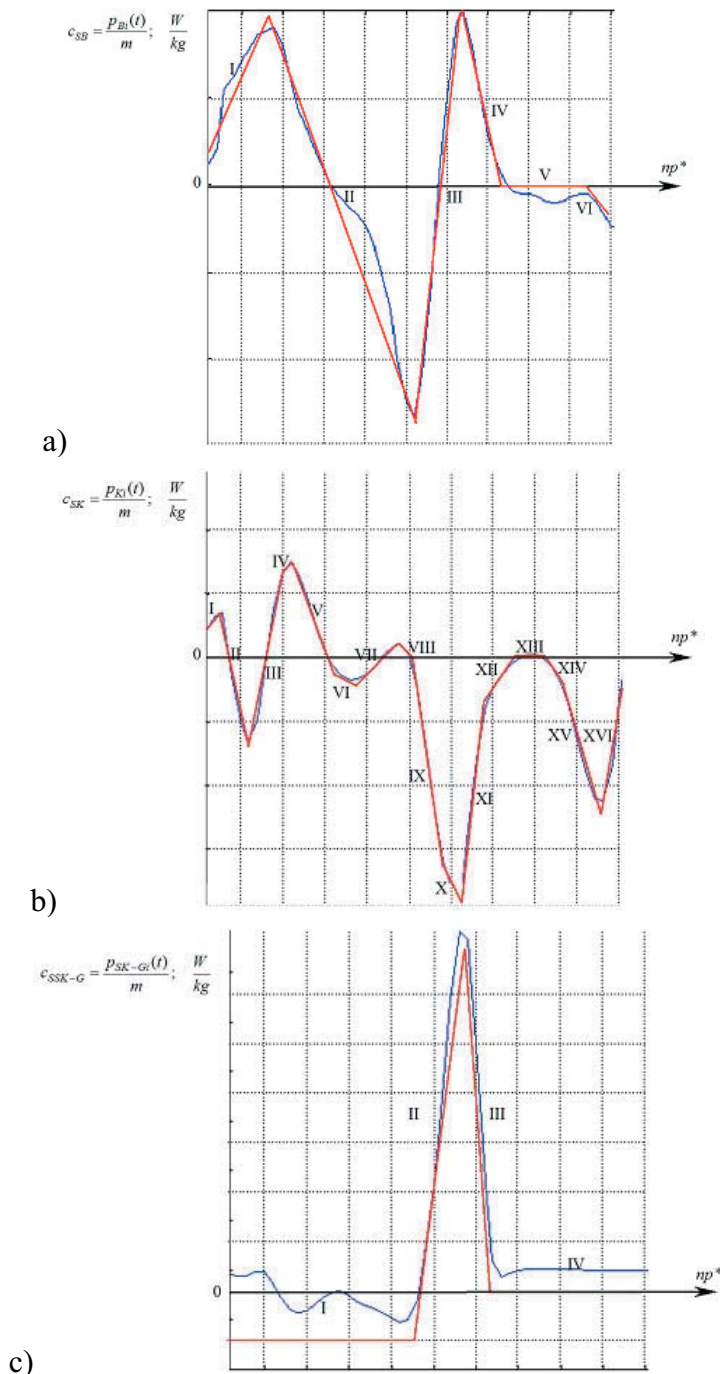 c_SB = p_Bi(t)/m ; W/kg
I
IV
0
II
III
V
VI
np*
a)
c_SK = p_Ki(t)/m ; W/kg
IV
I
V
0
II
III
VI
VII
VIII
XII
XIII
XIV
np*
IX
XI
XV
XVI
X
b)
c_SSK-G = p_SK-Gi(t)/m ; W/kg
II
III
IV
0
I
np*
c)